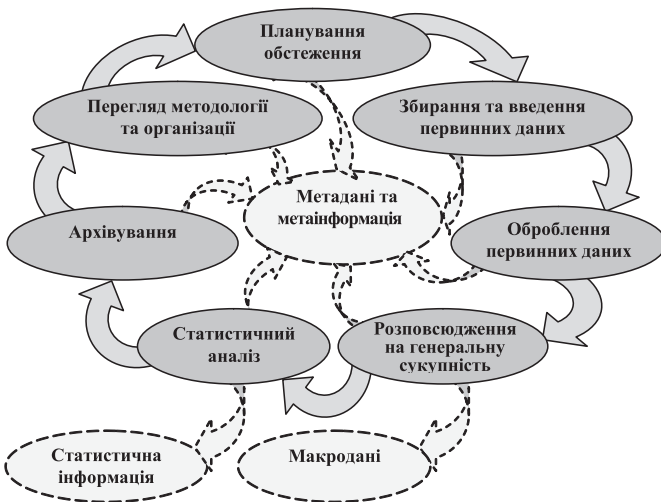 Планування
обстеження
Перегляд методології
та організації
Збирання та введення
первинних даних
Метадані та
метаінформація
Архівування
Оброблення
первинних даних
Статистичний
аналіз
Розповсюдження
на генеральну
сукупність
Статистична
інформація
Макродані